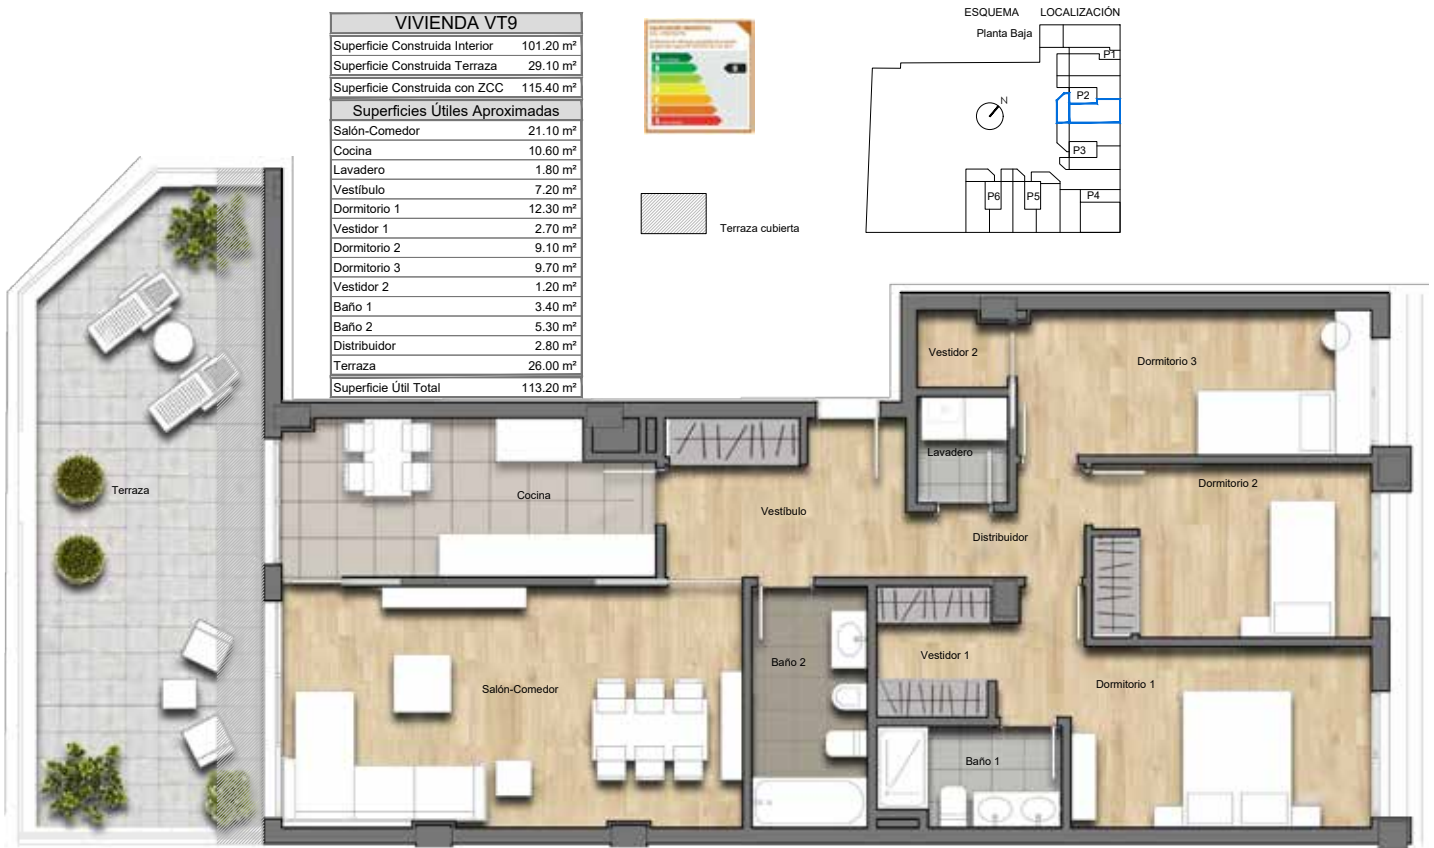 VIVIENDA VT9
Superficie Construida Interior 101.20 m²
Superficie Construida Terraza 29.10 m²
Superficie Construida con ZCC 115.40 m²
Superficies Útiles Aproximadas
Salón-Comedor 21.10 m²
Cocina 10.60 m²
Lavadero 1.80 m²
Vestíbulo 7.20 m²
Dormitorio 1 12.30 m²
Vestidor 1 2.70 m²
Dormitorio 2 9.10 m²
Dormitorio 3 9.70 m²
Vestidor 2 1.20 m²
Baño 1 3.40 m²
Baño 2 5.30 m²
Distribuidor 2.80 m²
Terraza 26.00 m²
Superficie Útil Total 113.20 m²
Terraza cubierta
ESQUEMA LOCALIZACIÓN
Planta Baja
P1
P2
N
P3
P6 P5 P4
Vestidor 2
Dormitorio 3
Lavadero
Dormitorio 2
Terraza
Cocina
Vestíbulo
Distribuidor
Baño 2
Vestidor 1
Salón-Comedor
Dormitorio 1
Baño 1